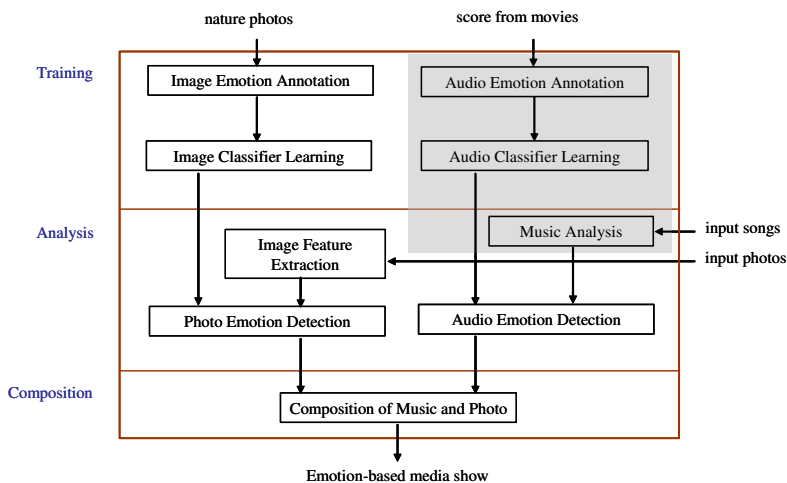 nature photos
score from movies
Training
Image Emotion Annotation
Audio Emotion Annotation
Image Classifier Learning
Audio Classifier Learning
Analysis
Music Analysis
input songs
Image Feature
Extraction
input photos
Photo Emotion Detection
Audio Emotion Detection
Composition
Composition of Music and Photo
Emotion-based media show